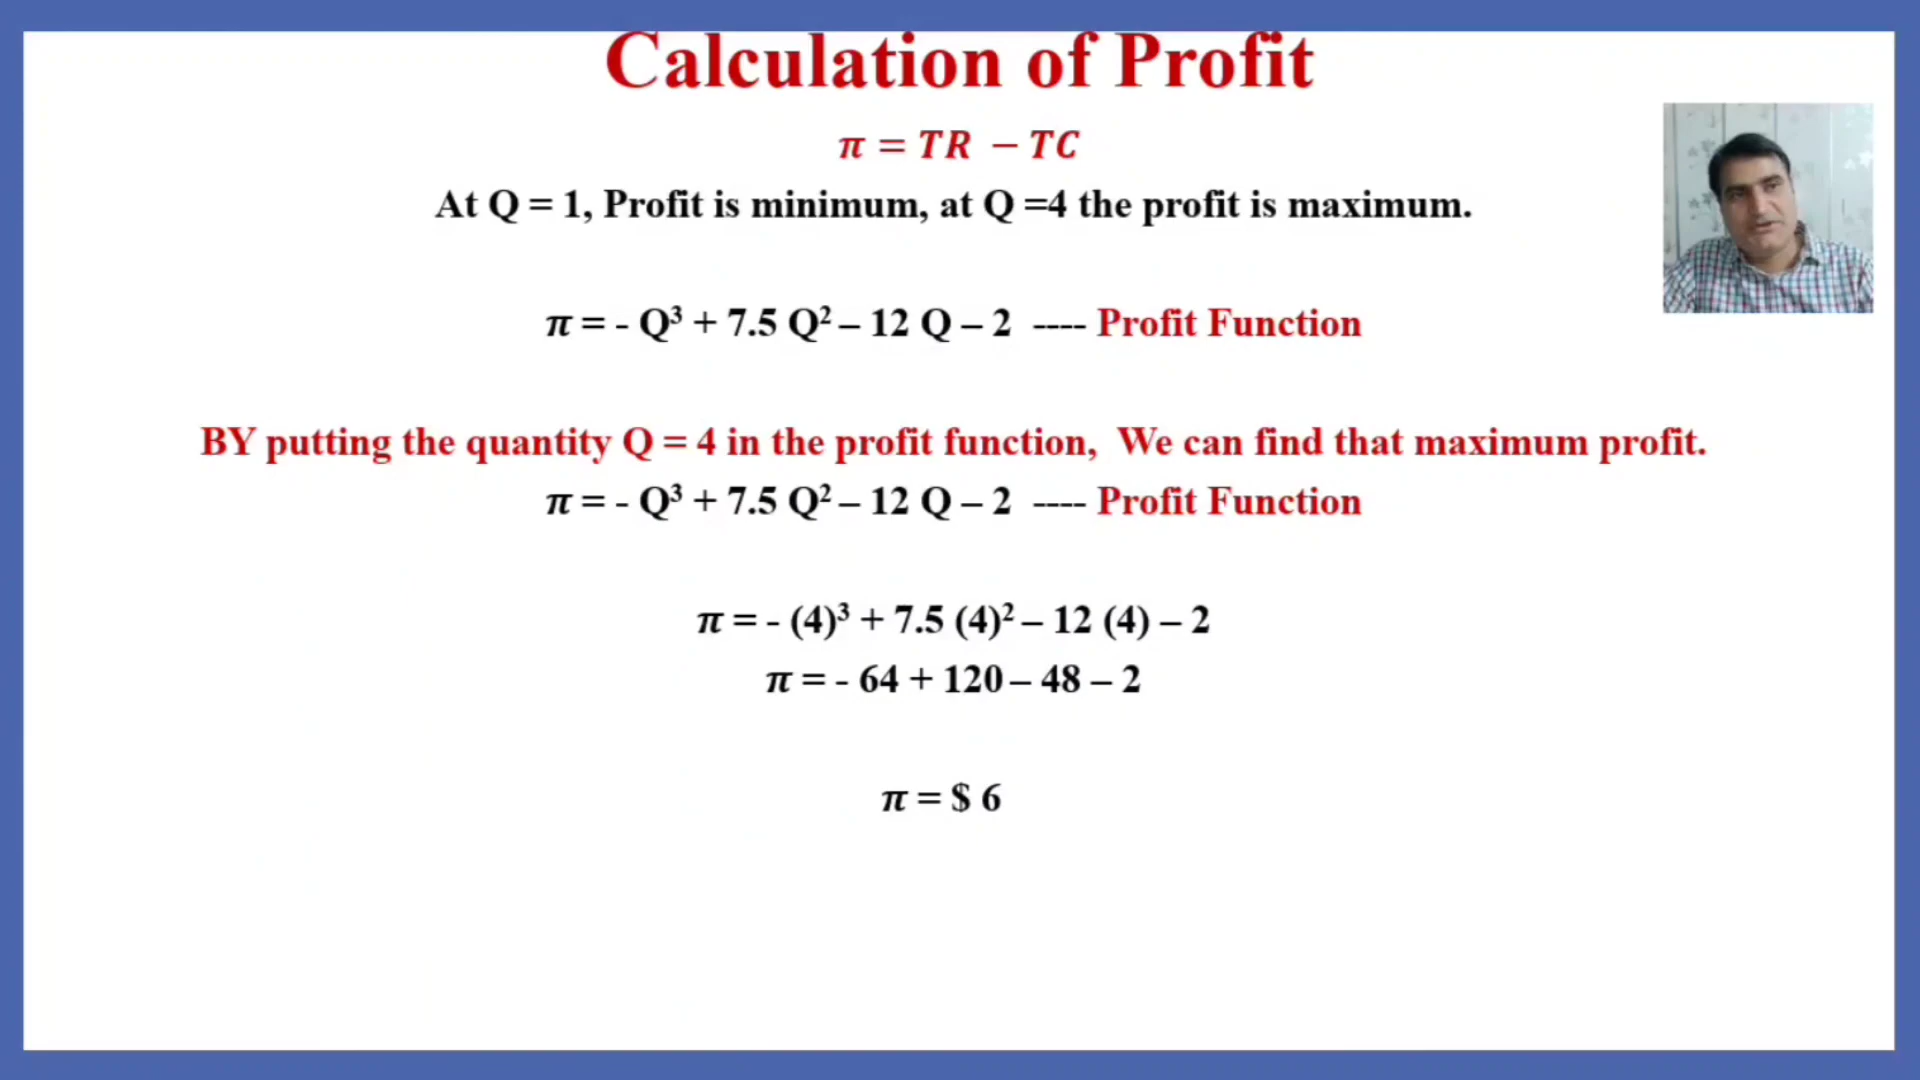 Calculation of Profit
π = TR − TC
At Q = 1, Profit is minimum, at Q =4 the profit is maximum.
π = - Q³ + 7.5 Q² – 12 Q – 2 ---- Profit Function
BY putting the quantity Q = 4 in the profit function, We can find that maximum profit.
π = - Q³ + 7.5 Q² – 12 Q – 2 ---- Profit Function
π = - (4)³ + 7.5 (4)² – 12 (4) – 2
π = - 64 + 120 – 48 – 2
π = $ 6